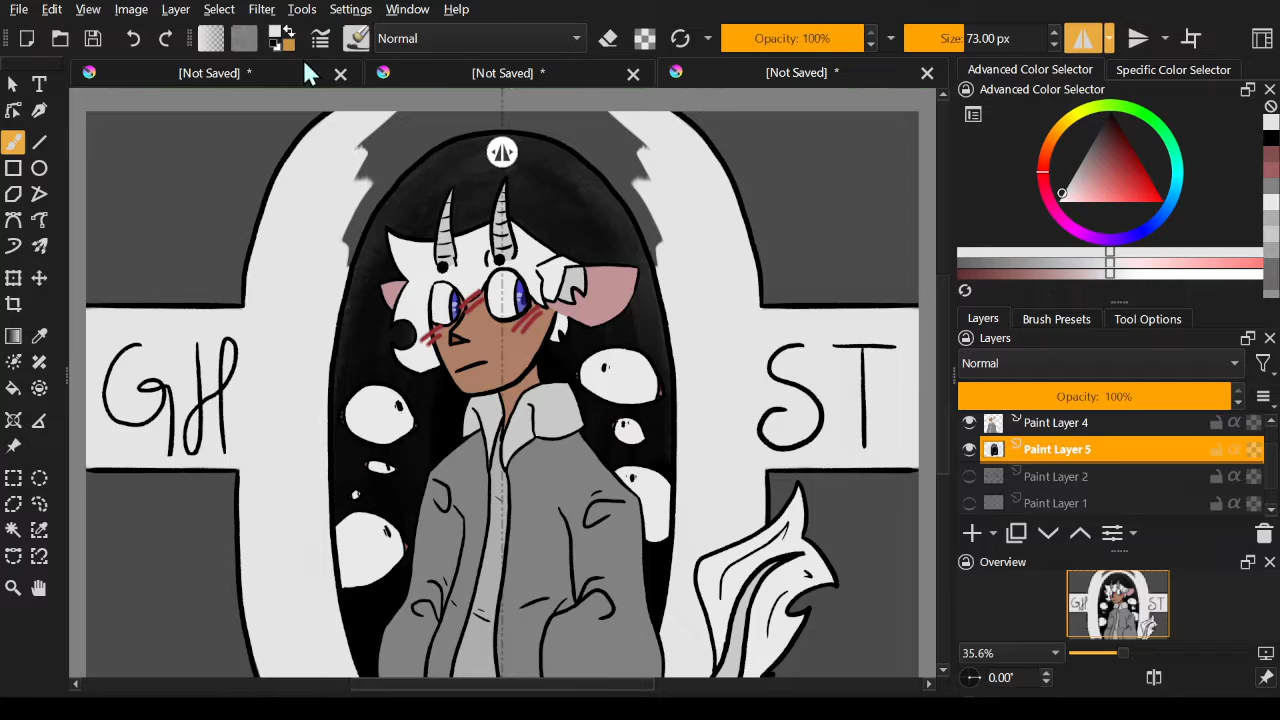 File Edit View Image Layer Select Filter Tools Settings Window Help
Normal Opacity: 100% Size: 73.00 px
[Not Saved] * [Not Saved] * [Not Saved] *
Advanced Color Selector Specific Color Selector
Advanced Color Selector
GH ST
Layers Brush Presets Tool Options
Layers
Normal
Opacity: 100%
Paint Layer 4
Paint Layer 5
Paint Layer 2
Paint Layer 1
Overview
35.6%
0.00°